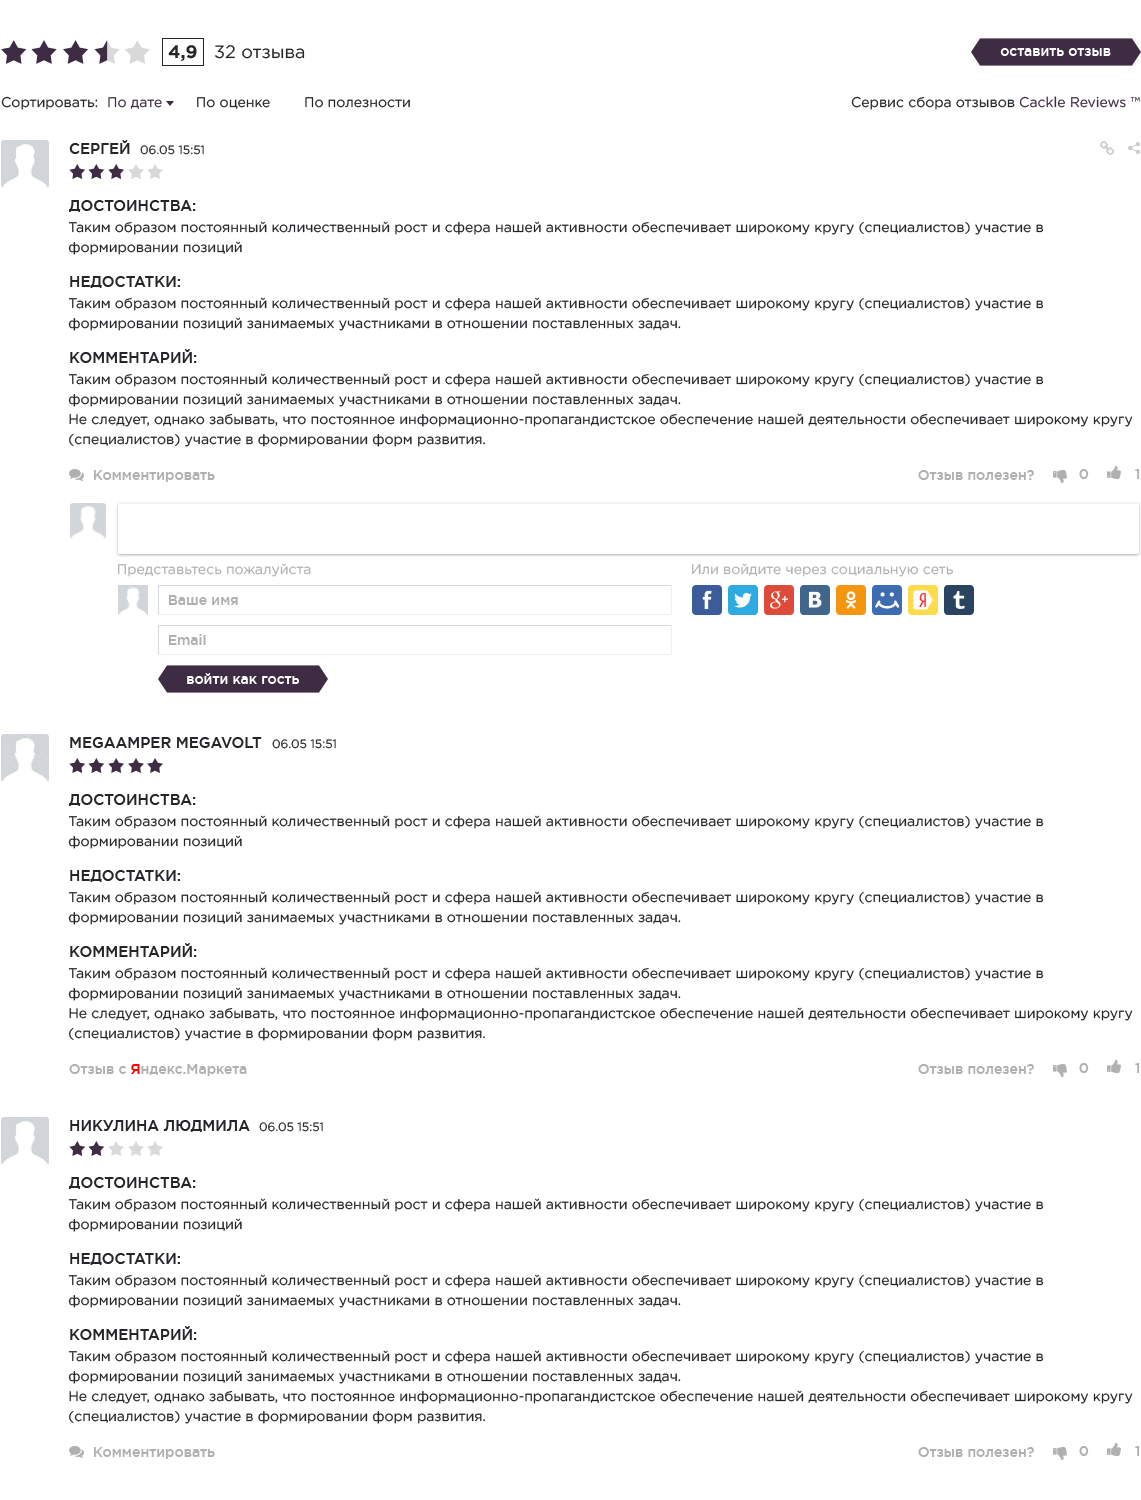 4,9 32 отзыва
оставить отзыв
Сортировать: По дате По оценке По полезности
Сервис сбора отзывов Cackle Reviews ™
СЕРГЕЙ 06.05 15:51
ДОСТОИНСТВА:
Таким образом постоянный количественный рост и сфера нашей активности обеспечивает широкому кругу (специалистов) участие в
формировании позиций
НЕДОСТАТКИ:
Таким образом постоянный количественный рост и сфера нашей активности обеспечивает широкому кругу (специалистов) участие в
формировании позиций занимаемых участниками в отношении поставленных задач.
КОММЕНТАРИЙ:
Таким образом постоянный количественный рост и сфера нашей активности обеспечивает широкому кругу (специалистов) участие в
формировании позиций занимаемых участниками в отношении поставленных задач.
Не следует, однако забывать, что постоянное информационно-пропагандистское обеспечение нашей деятельности обеспечивает широкому кругу
(специалистов) участие в формировании форм развития.
Комментировать
Отзыв полезен? 0 1
Представьтесь пожалуйста
Или войдите через социальную сеть
Ваше имя
f g+ B Я t
Email
войти как гость
MEGAAMPER MEGAVOLT 06.05 15:51
ДОСТОИНСТВА:
Таким образом постоянный количественный рост и сфера нашей активности обеспечивает широкому кругу (специалистов) участие в
формировании позиций
НЕДОСТАТКИ:
Таким образом постоянный количественный рост и сфера нашей активности обеспечивает широкому кругу (специалистов) участие в
формировании позиций занимаемых участниками в отношении поставленных задач.
КОММЕНТАРИЙ:
Таким образом постоянный количественный рост и сфера нашей активности обеспечивает широкому кругу (специалистов) участие в
формировании позиций занимаемых участниками в отношении поставленных задач.
Не следует, однако забывать, что постоянное информационно-пропагандистское обеспечение нашей деятельности обеспечивает широкому кругу
(специалистов) участие в формировании форм развития.
Отзыв с Яндекс.Маркета
Отзыв полезен? 0 1
НИКУЛИНА ЛЮДМИЛА 06.05 15:51
ДОСТОИНСТВА:
Таким образом постоянный количественный рост и сфера нашей активности обеспечивает широкому кругу (специалистов) участие в
формировании позиций
НЕДОСТАТКИ:
Таким образом постоянный количественный рост и сфера нашей активности обеспечивает широкому кругу (специалистов) участие в
формировании позиций занимаемых участниками в отношении поставленных задач.
КОММЕНТАРИЙ:
Таким образом постоянный количественный рост и сфера нашей активности обеспечивает широкому кругу (специалистов) участие в
формировании позиций занимаемых участниками в отношении поставленных задач.
Не следует, однако забывать, что постоянное информационно-пропагандистское обеспечение нашей деятельности обеспечивает широкому кругу
(специалистов) участие в формировании форм развития.
Комментировать
Отзыв полезен? 0 1